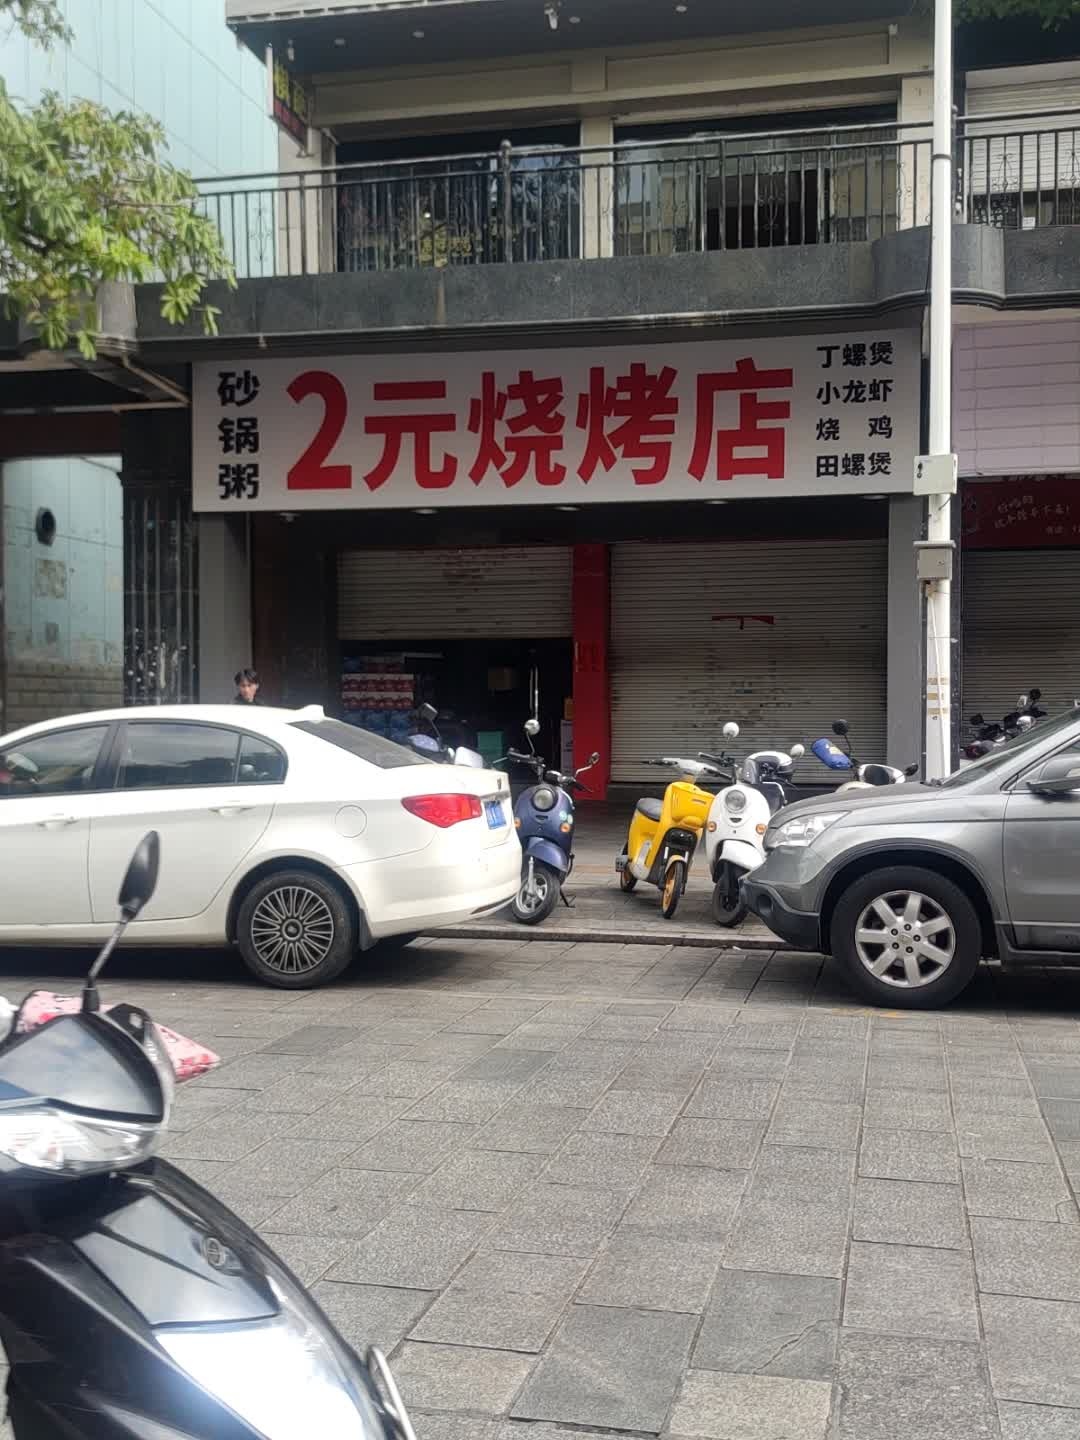 砂锅粥
2元烧烤店
丁螺煲
小龙虾
烧 鸡
田螺煲